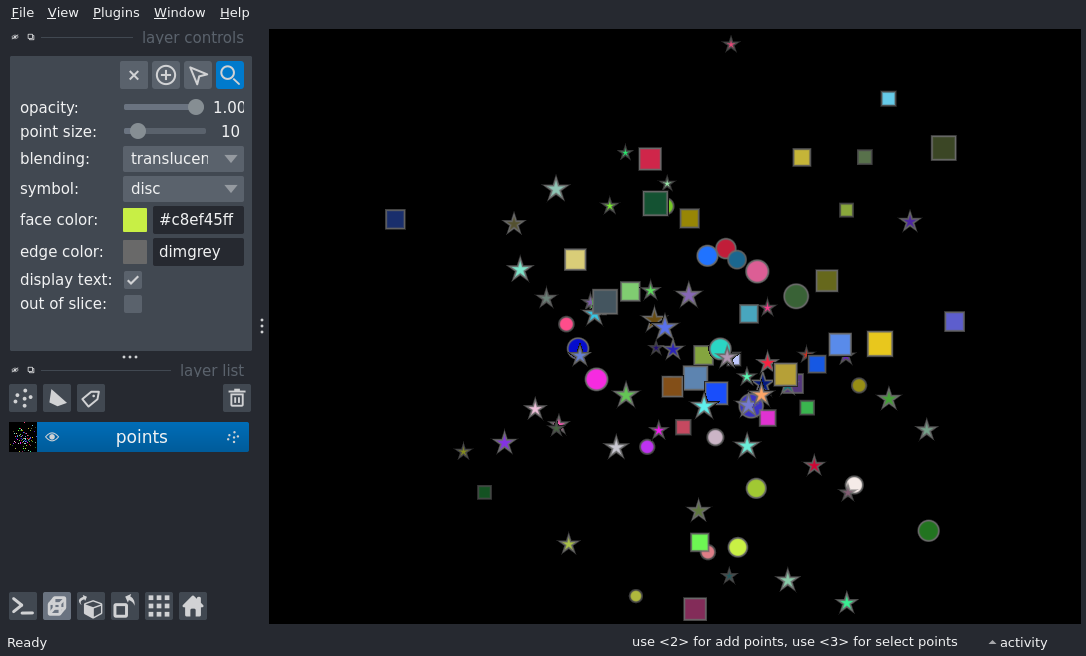 File View Plugins Window Help
layer controls
opacity: 1.00
point size: 10
blending: translucen
symbol: disc
face color: #c8ef45ff
edge color: dimgrey
display text:
out of slice:
layer list
points
Ready use <2> for add points, use <3> for select points activity